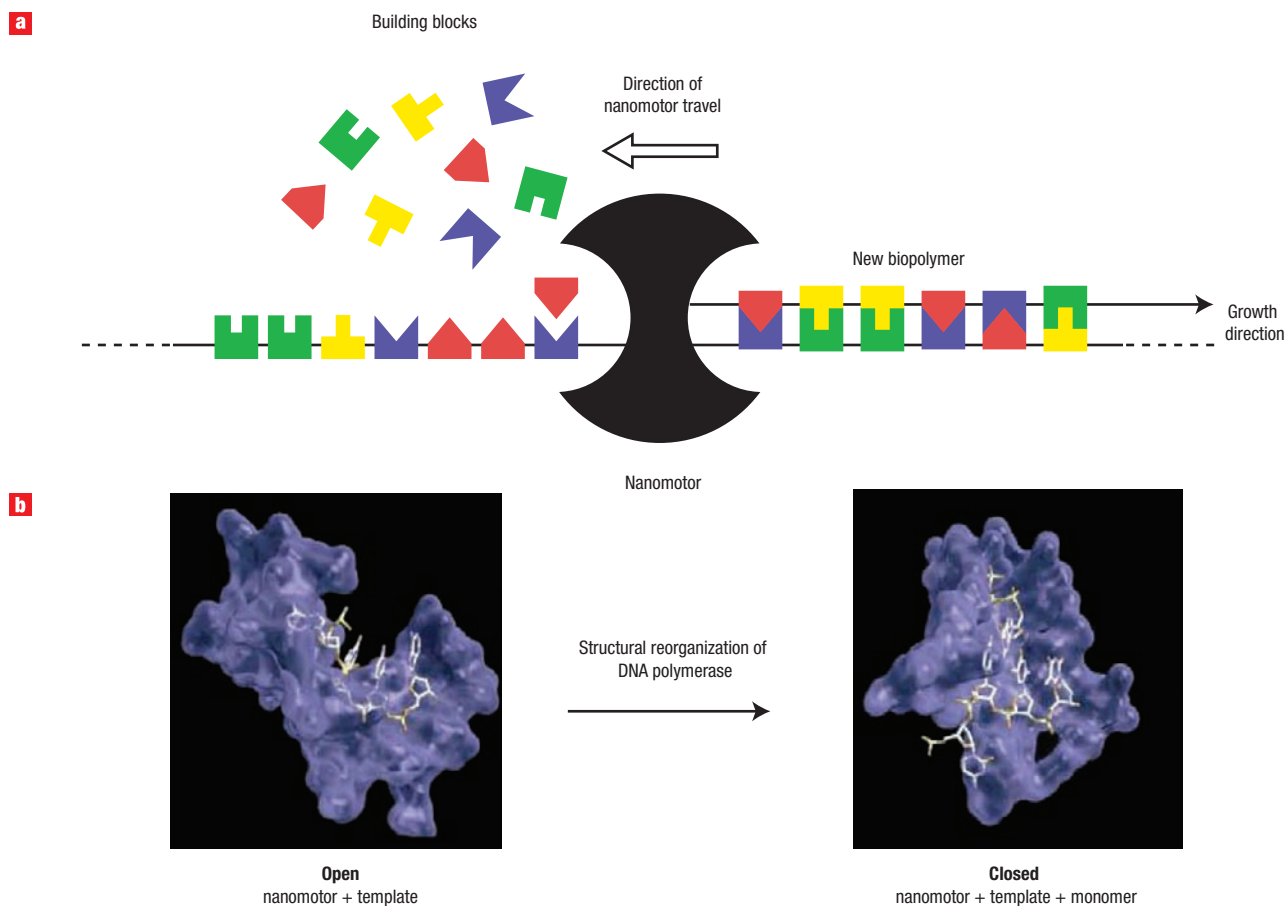 a
Building blocks
Direction of
nanomotor travel
New biopolymer
Growth
direction
Nanomotor
b
Structural reorganization of
DNA polymerase
Open
nanomotor + template
Closed
nanomotor + template + monomer